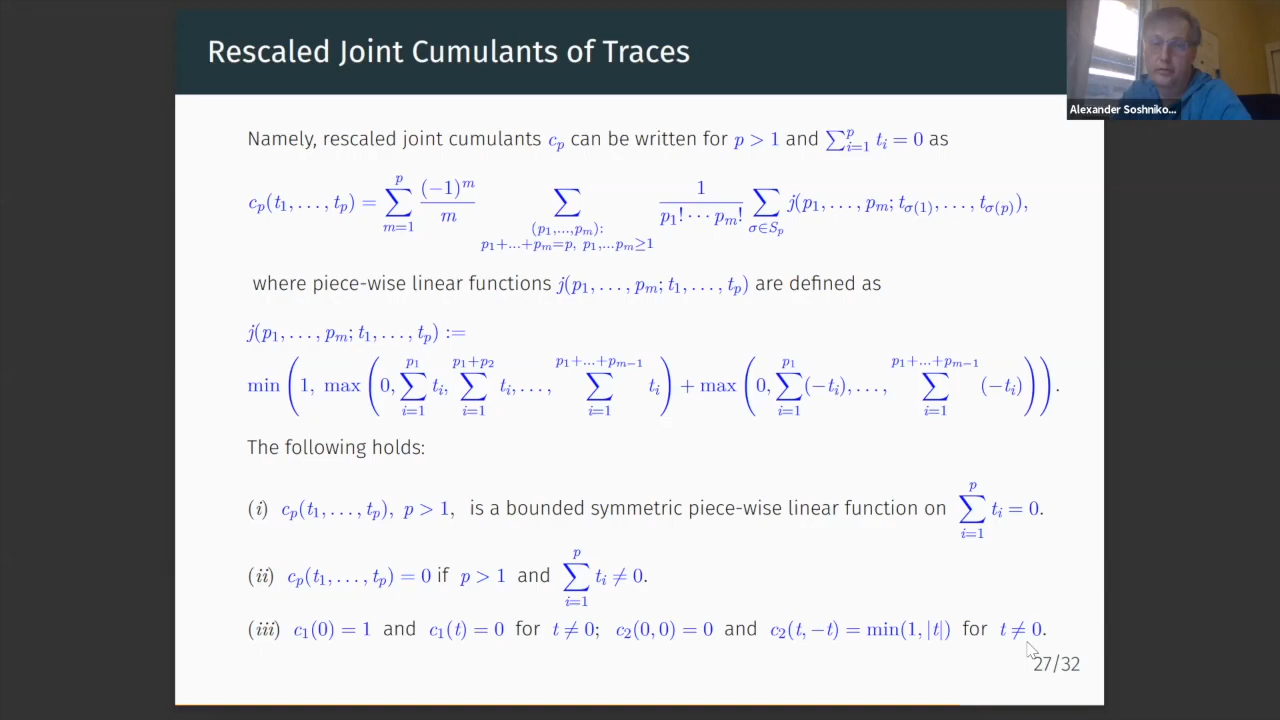 Rescaled Joint Cumulants of Traces
Alexander Soshniko...
Namely, rescaled joint cumulants c_p can be written for p > 1 and ∑_{i=1}^{p} t_i = 0 as
c_p(t_1, . . . , t_p) = ∑_{m=1}^{p} \frac{(-1)^m}{m} ∑_{(p_1,...,p_m): p_1+...+p_m=p, p_1,...p_m≥1} \frac{1}{p_1! ⋯ p_m!} ∑_{σ∈S_p} j(p_1, . . . , p_m; t_{σ(1)}, . . . , t_{σ(p)}),
where piece-wise linear functions j(p_1, . . . , p_m; t_1, . . . , t_p) are defined as
j(p_1, . . . , p_m; t_1, . . . , t_p) :=
min ( 1, max ( 0, ∑_{i=1}^{p_1} t_i, ∑_{i=1}^{p_1+p_2} t_i, . . . , ∑_{i=1}^{p_1+...+p_{m-1}} t_i ) + max ( 0, ∑_{i=1}^{p_1} (-t_i), . . . , ∑_{i=1}^{p_1+...+p_{m-1}} (-t_i) ) ).
The following holds:
(i) c_p(t_1, . . . , t_p), p > 1, is a bounded symmetric piece-wise linear function on ∑_{i=1}^{p} t_i = 0.
(ii) c_p(t_1, . . . , t_p) = 0 if p > 1 and ∑_{i=1}^{p} t_i ≠ 0.
(iii) c_1(0) = 1 and c_1(t) = 0 for t ≠ 0; c_2(0, 0) = 0 and c_2(t, -t) = min(1, |t|) for t ≠ 0.
27/32